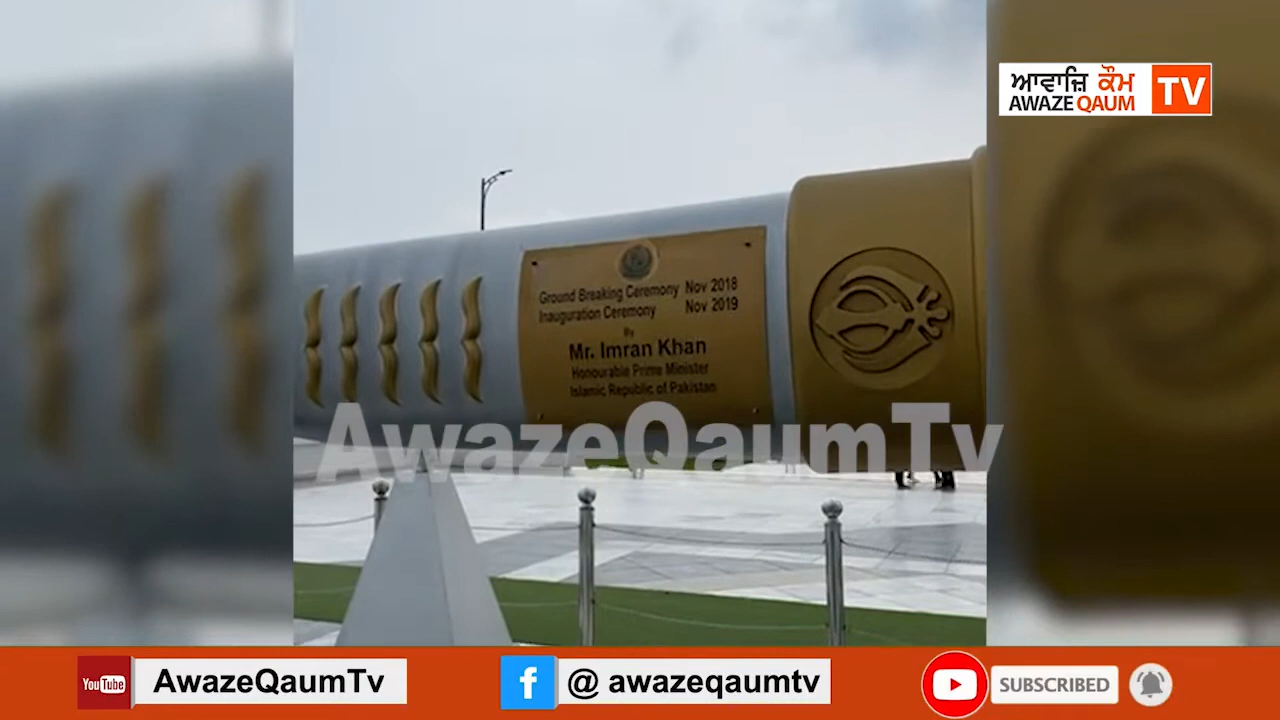 ਆਵਾਜ਼ਿ ਕੌਮ
AWAZE QAUM
TV
Ground Breaking Ceremony Nov 2018
Inauguration Ceremony Nov 2019
By
Mr. Imran Khan
Honourable Prime Minister
Islamic Republic of Pakistan
AwazeQaumTv
YouTube
AwazeQaumTv
f
@ awazeqaumtv
SUBSCRIBED